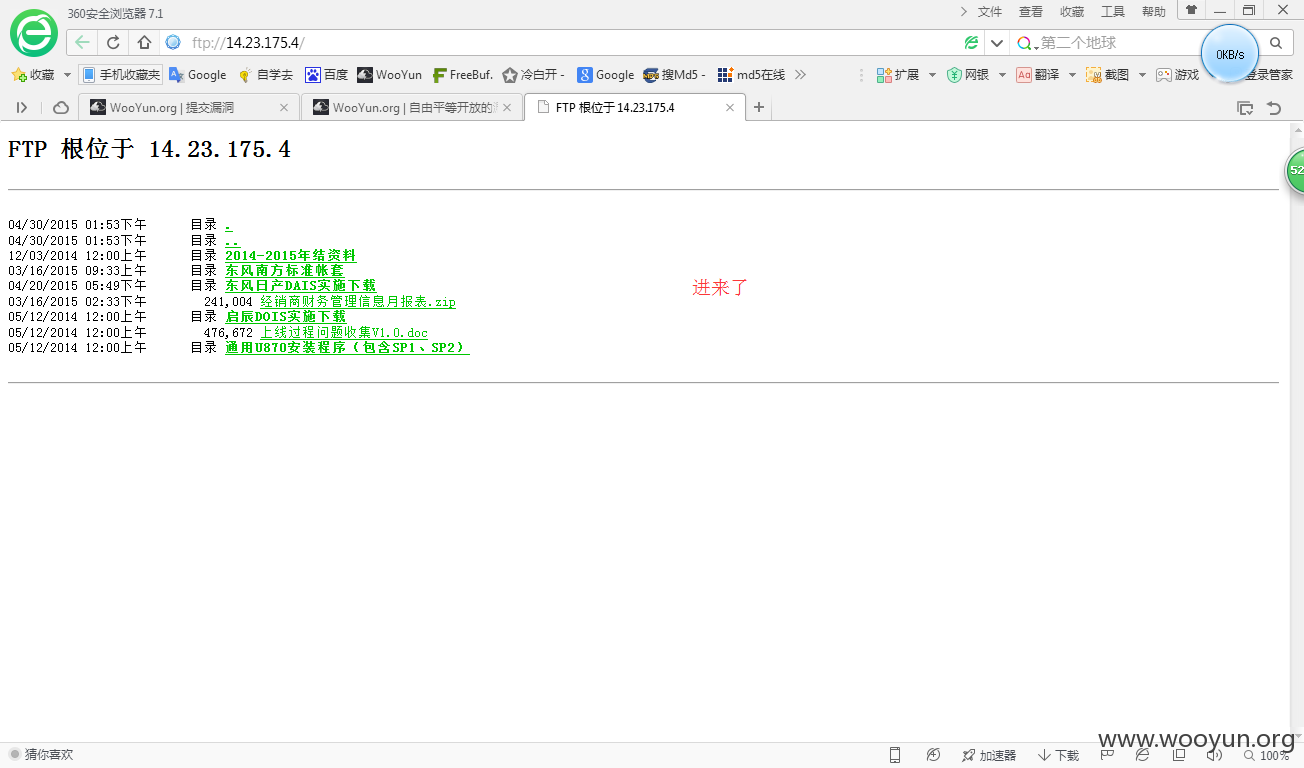 360安全浏览器 7.1
文件 查看 收藏 工具 帮助
ftp://14.23.175.4/
第二个地球
0KB/s
收藏 手机收藏夹 Google 自学去 百度 WooYun FreeBuf. 冷白开 - Google 搜Md5 - md5在线 扩展 网银 翻译 截图 游戏 登录管家
WooYun.org | 提交漏洞
WooYun.org | 自由平等开放的
FTP 根位于 14.23.175.4
FTP 根位于 14.23.175.4
52
04/30/2015 01:53下午 目录 .
04/30/2015 01:53下午 目录 ..
12/03/2014 12:00上午 目录 2014-2015年结资料
03/16/2015 09:33上午 目录 东风南方标准帐套
04/20/2015 05:49下午 目录 东风日产DAIS实施下载
03/16/2015 02:33下午 241,004 经销商财务管理信息月报表.zip
05/12/2014 12:00上午 目录 启辰DOIS实施下载
05/12/2014 12:00上午 476,672 上线过程问题收集V1.0.doc
05/12/2014 12:00上午 目录 通用U870安装程序（包含SP1、SP2）
进来了
www.wooyun.org
猜你喜欢
加速器 下载 100%